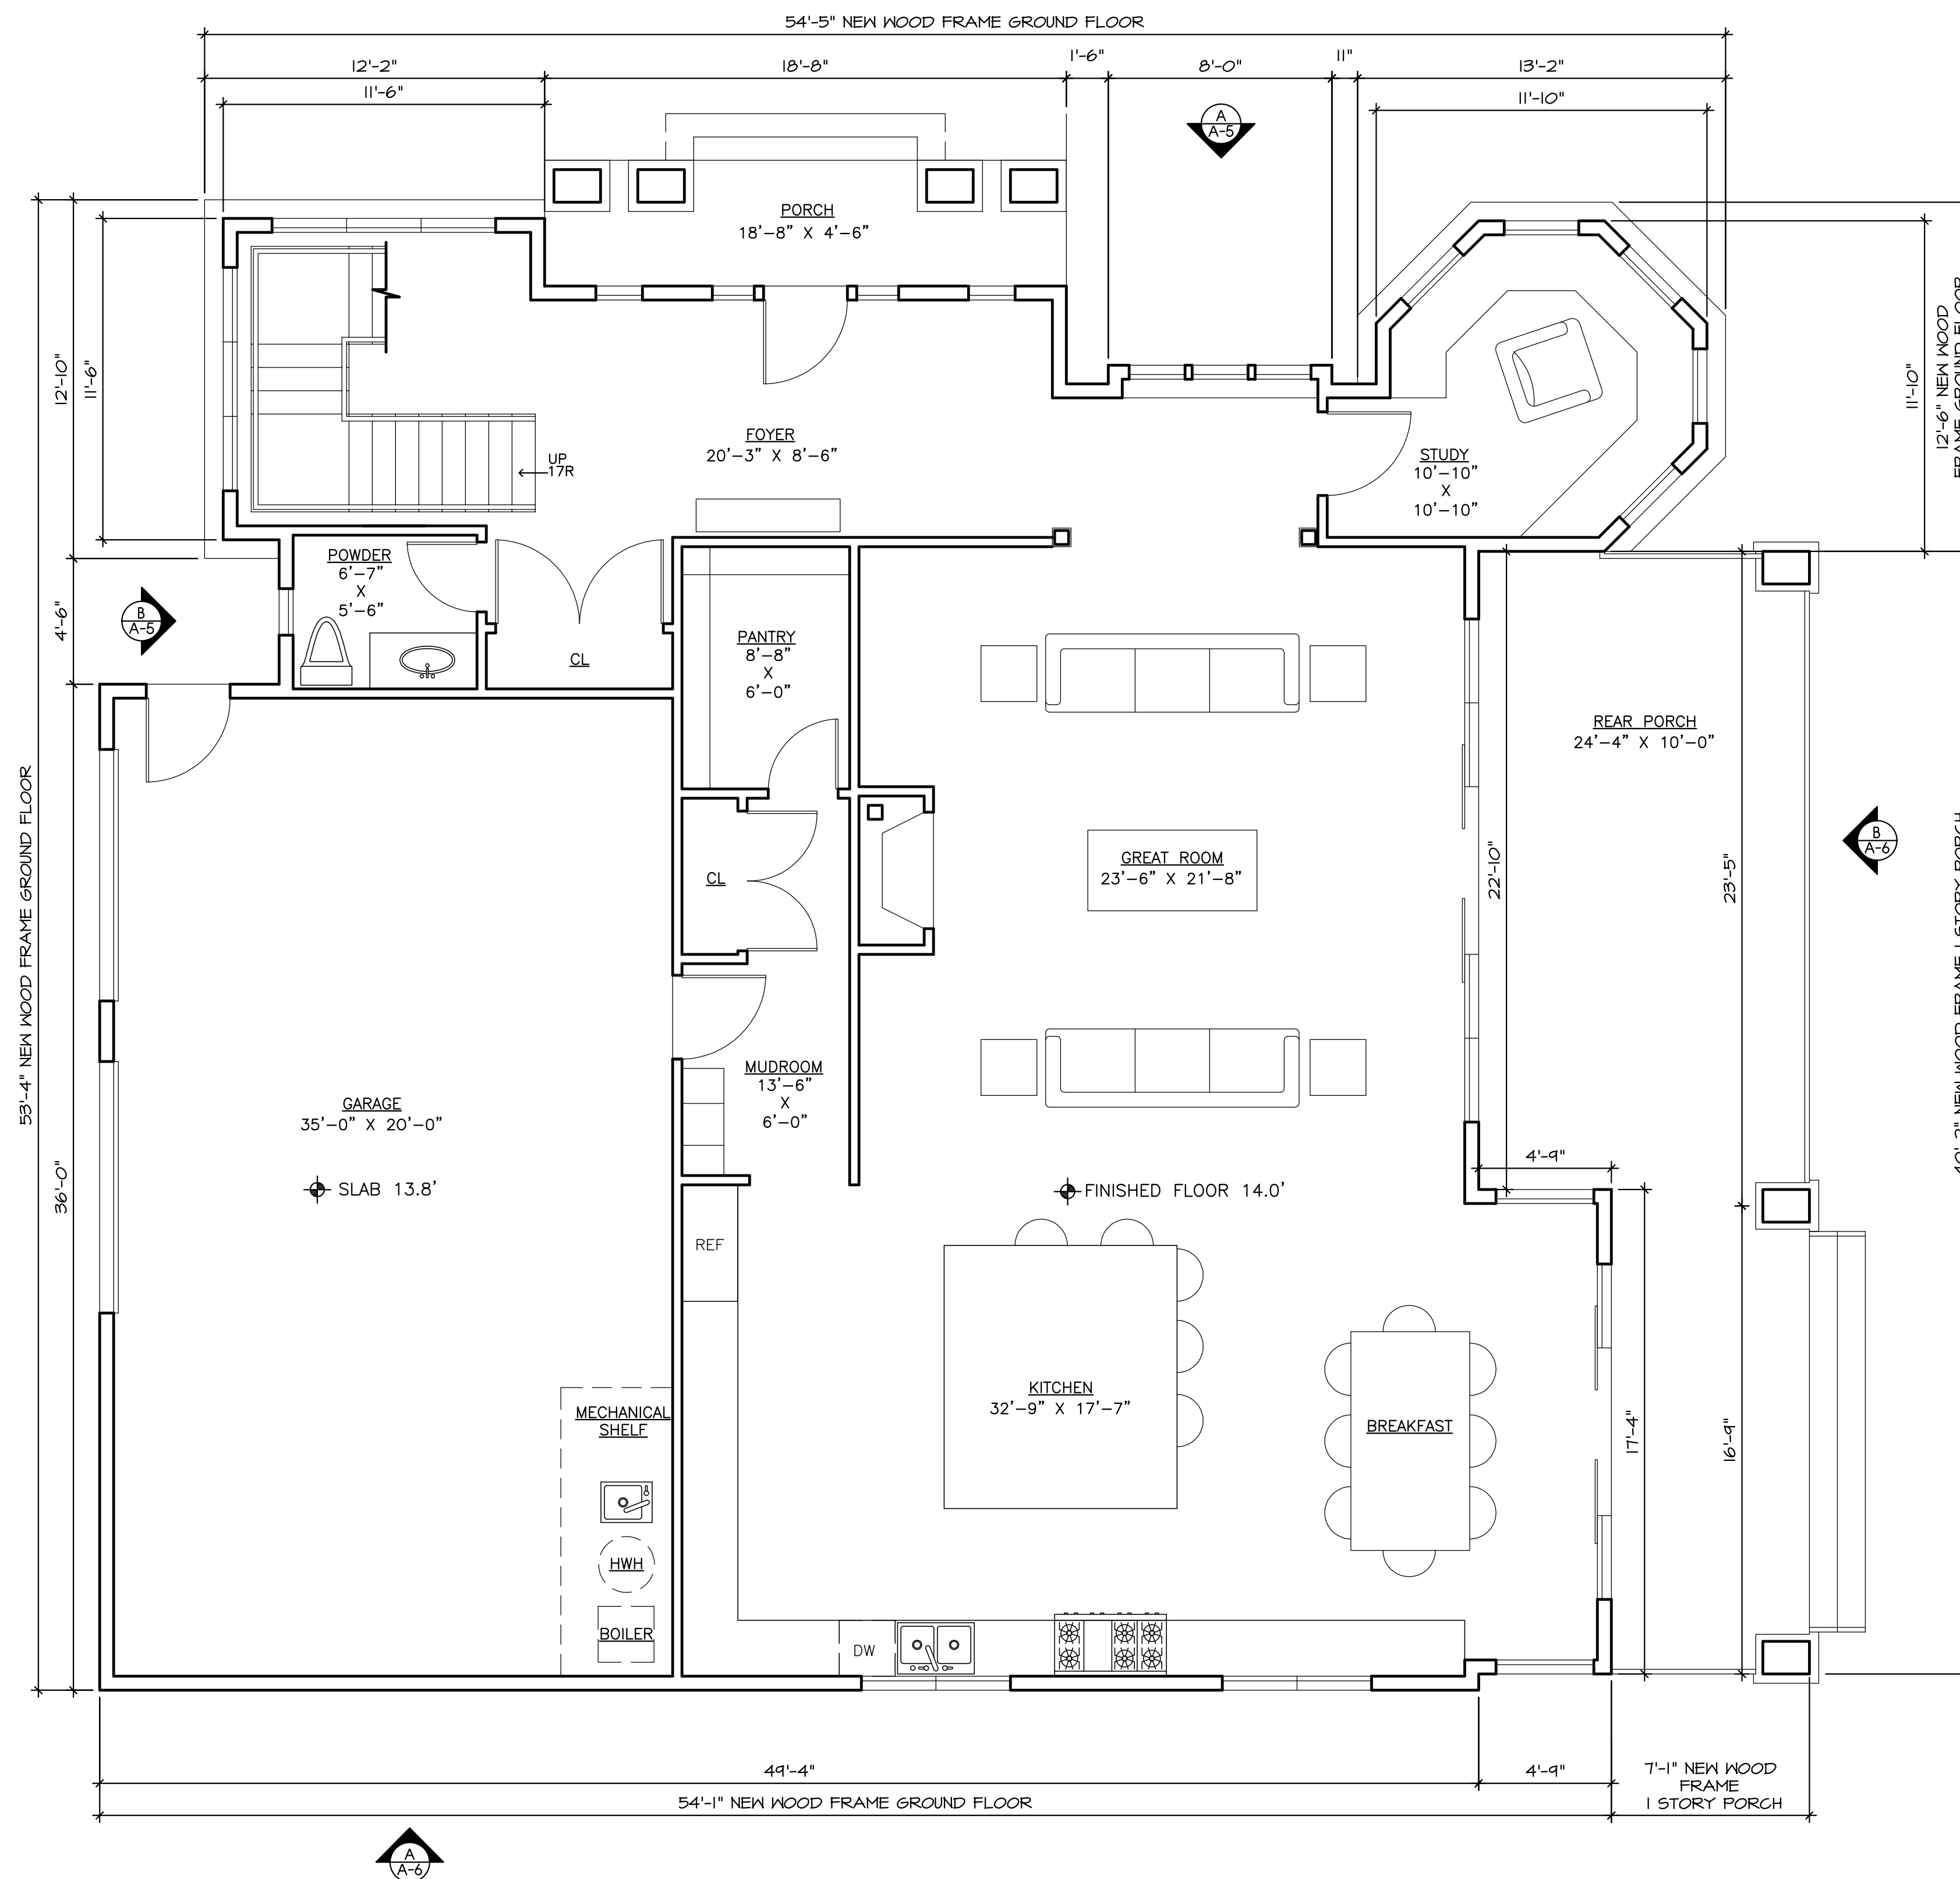 54'-5" NEW WOOD FRAME GROUND FLOOR
12'-2"
18'-8"
1'-6"
8'-0"
11"
13'-2"
11'-6"
11'-10"
A
A-5
PORCH
18'-8" X 4'-6"
12'-10"
11'-6"
11'-10"
12'-6" NEW WOOD
FRAME GROUND FLOOR
FOYER
20'-3" X 8'-6"
UP
17R
STUDY
10'-10"
X
10'-10"
POWDER
6'-7"
X
5'-6"
4'-6"
B
A-5
CL
PANTRY
8'-8"
X
6'-0"
REAR PORCH
24'-4" X 10'-0"
53'-4" NEW WOOD FRAME GROUND FLOOR
CL
GREAT ROOM
23'-6" X 21'-8"
22'-10"
23'-5"
B
A-6
MUDROOM
13'-6"
X
6'-0"
GARAGE
35'-0" X 20'-0"
36'-0"
SLAB 13.8'
FINISHED FLOOR 14.0'
4'-9"
REF
KITCHEN
32'-9" X 17'-7"
BREAKFAST
17'-4"
16'-9"
MECHANICAL
SHELF
HWH
BOILER
DW
49'-4"
4'-9"
7'-1" NEW WOOD
FRAME
1 STORY PORCH
54'-1" NEW WOOD FRAME GROUND FLOOR
A
A-6